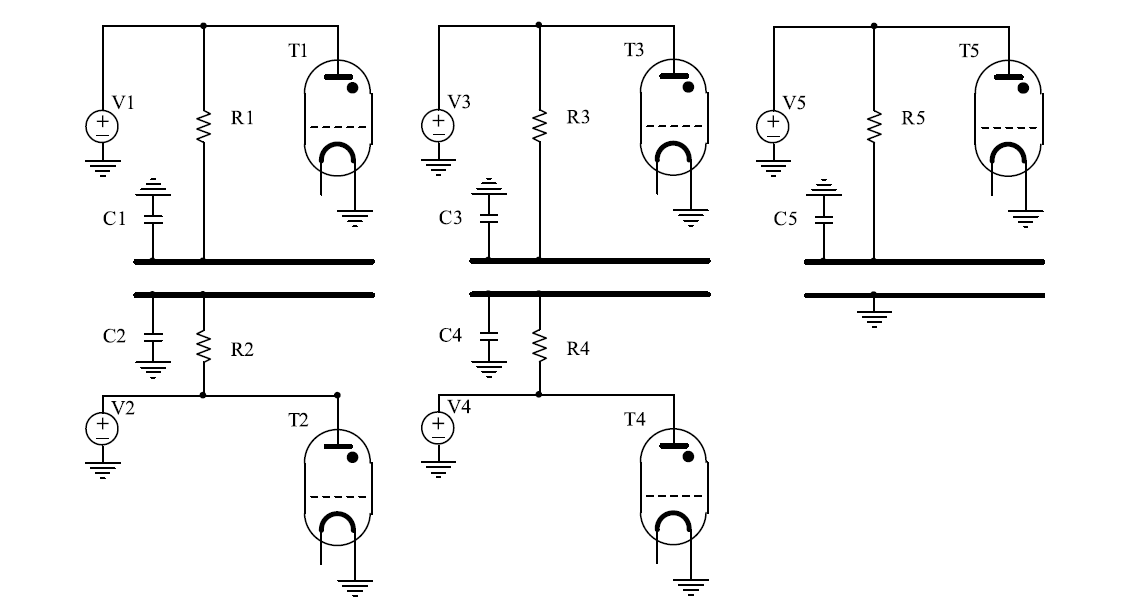 T1 T3 T5
V1 V3 V5
R1 R3 R5
C1 C3 C5
C2 C4
R2 R4
V2 V4
T2 T4